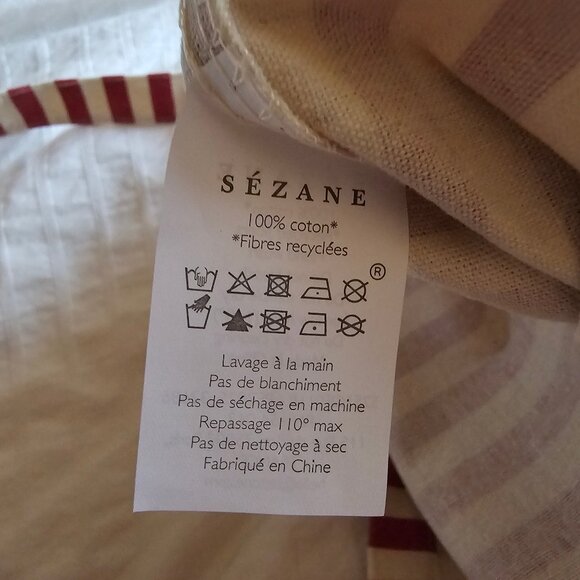 SÉZANE
100% coton*
*Fibres recyclées
®
Lavage à la main
Pas de blanchiment
Pas de séchage en machine
Repassage 110° max
Pas de nettoyage à sec
Fabriqué en Chine